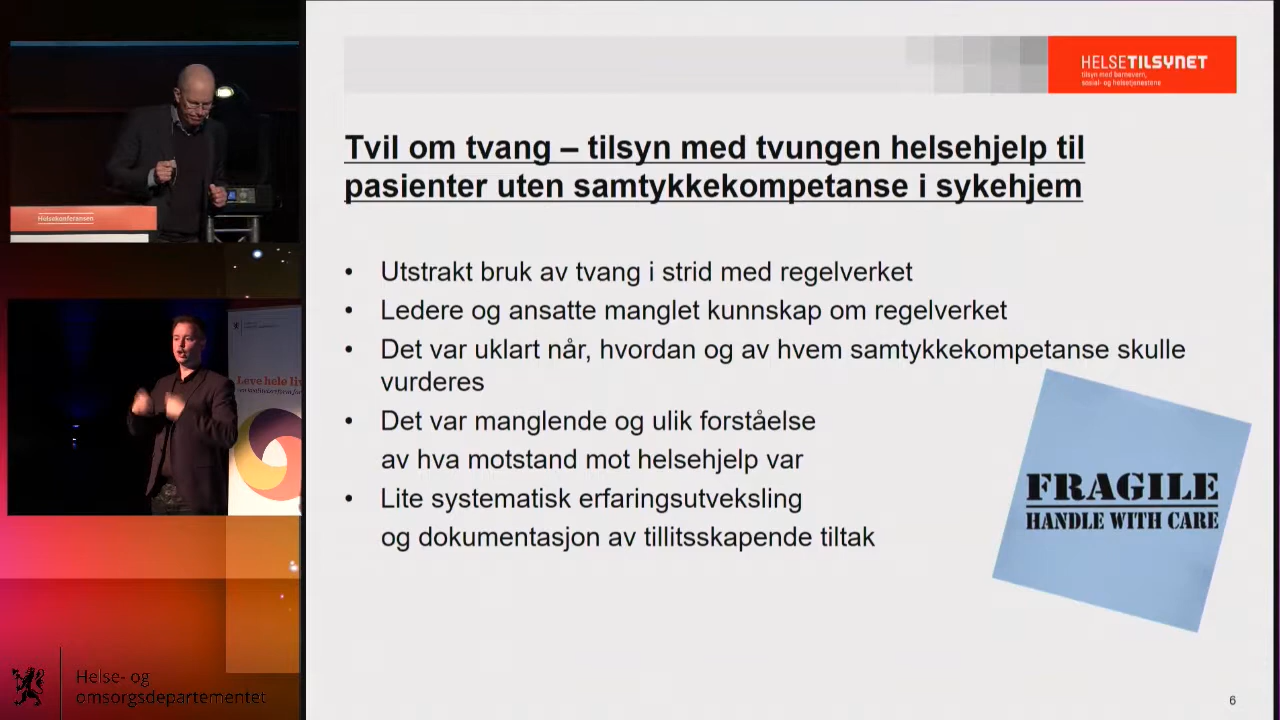 HELSETILSYNET
tilsyn med barnevern,
sosial- og helsetjenestene
Tvil om tvang – tilsyn med tvungen helsehjelp til
pasienter uten samtykkekompetanse i sykehjem
• Utstrakt bruk av tvang i strid med regelverket
• Ledere og ansatte manglet kunnskap om regelverket
• Det var uklart når, hvordan og av hvem samtykkekompetanse skulle
vurderes
• Det var manglende og ulik forståelse
av hva motstand mot helsehjelp var
• Lite systematisk erfaringsutveksling
og dokumentasjon av tillitsskapende tiltak
FRAGILE
HANDLE WITH CARE
6
Helsekonferansen
Leve hele liv
Helse- og
omsorgsdepartementet